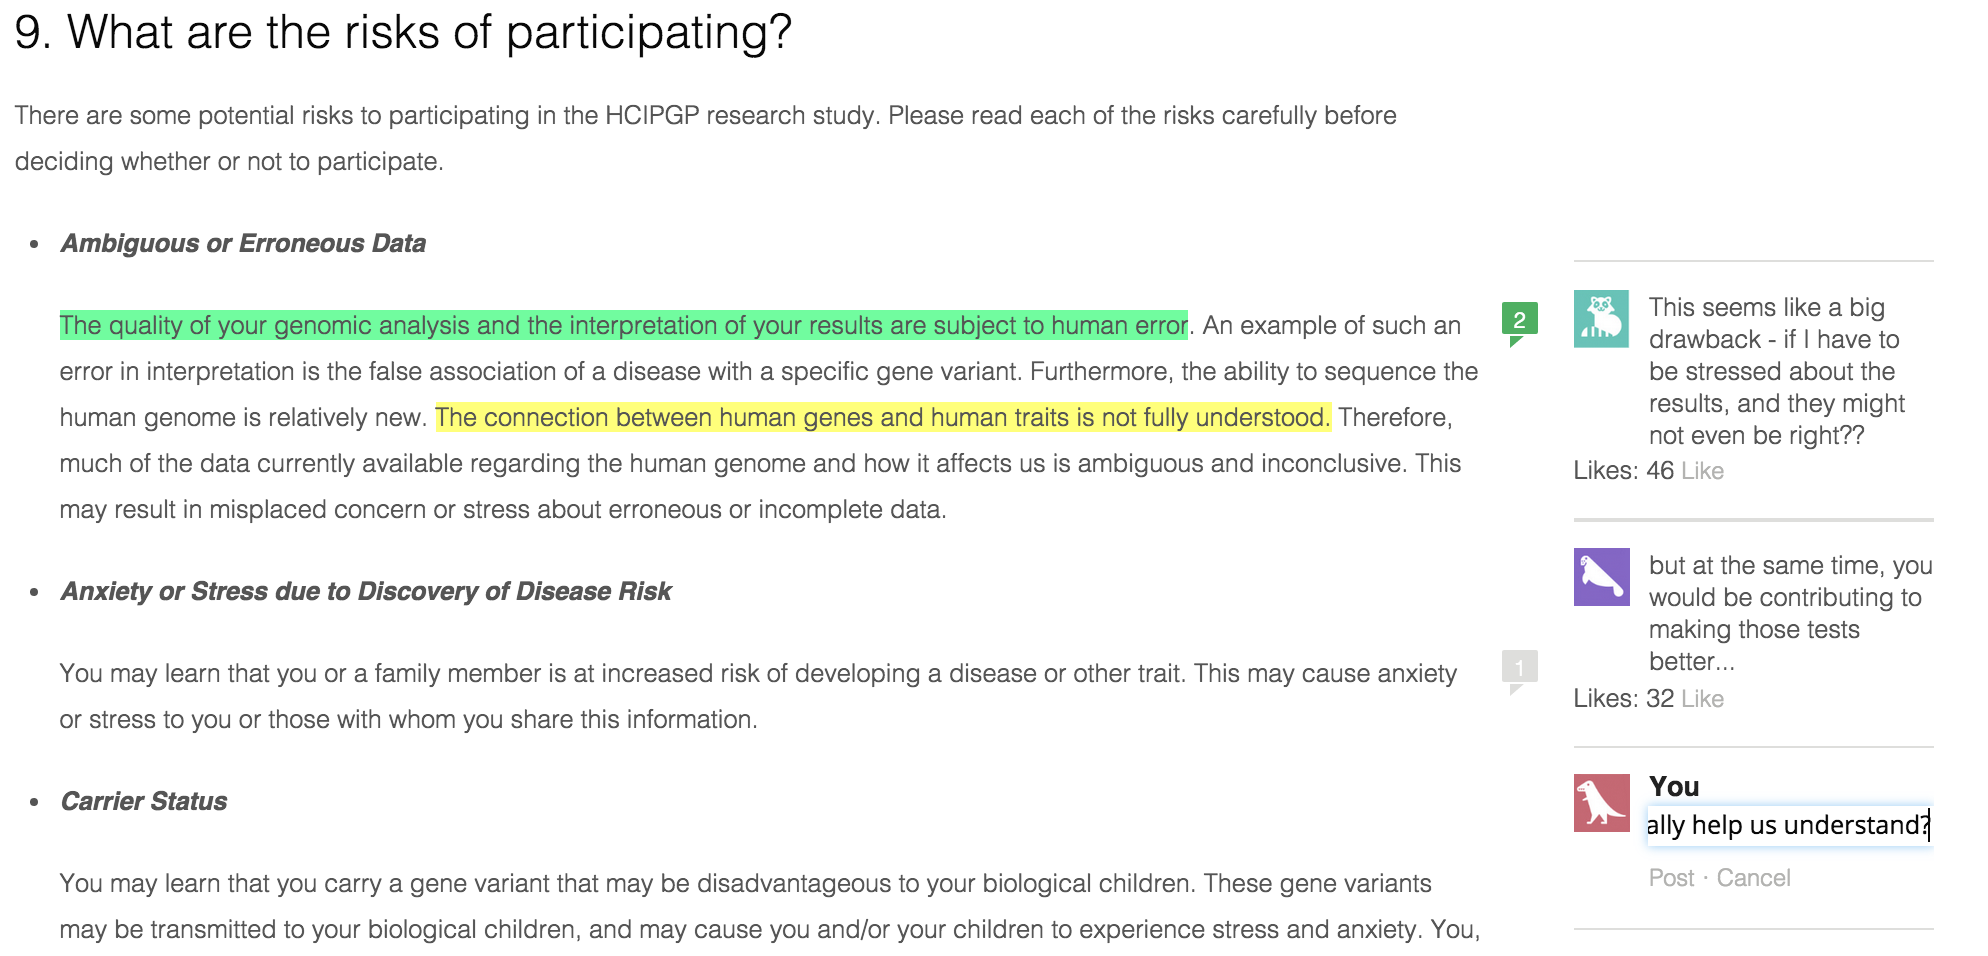 9. What are the risks of participating?
There are some potential risks to participating in the HCIPGP research study. Please read each of the risks carefully before
deciding whether or not to participate.
• Ambiguous or Erroneous Data
The quality of your genomic analysis and the interpretation of your results are subject to human error. An example of such an
error in interpretation is the false association of a disease with a specific gene variant. Furthermore, the ability to sequence the
human genome is relatively new. The connection between human genes and human traits is not fully understood. Therefore,
much of the data currently available regarding the human genome and how it affects us is ambiguous and inconclusive. This
may result in misplaced concern or stress about erroneous or incomplete data.
• Anxiety or Stress due to Discovery of Disease Risk
You may learn that you or a family member is at increased risk of developing a disease or other trait. This may cause anxiety
or stress to you or those with whom you share this information.
• Carrier Status
You may learn that you carry a gene variant that may be disadvantageous to your biological children. These gene variants
may be transmitted to your biological children, and may cause you and/or your children to experience stress and anxiety. You,
2
1
This seems like a big
drawback - if I have to
be stressed about the
results, and they might
not even be right??
Likes: 46 Like
but at the same time, you
would be contributing to
making those tests
better...
Likes: 32 Like
You
ally help us understand?
Post · Cancel